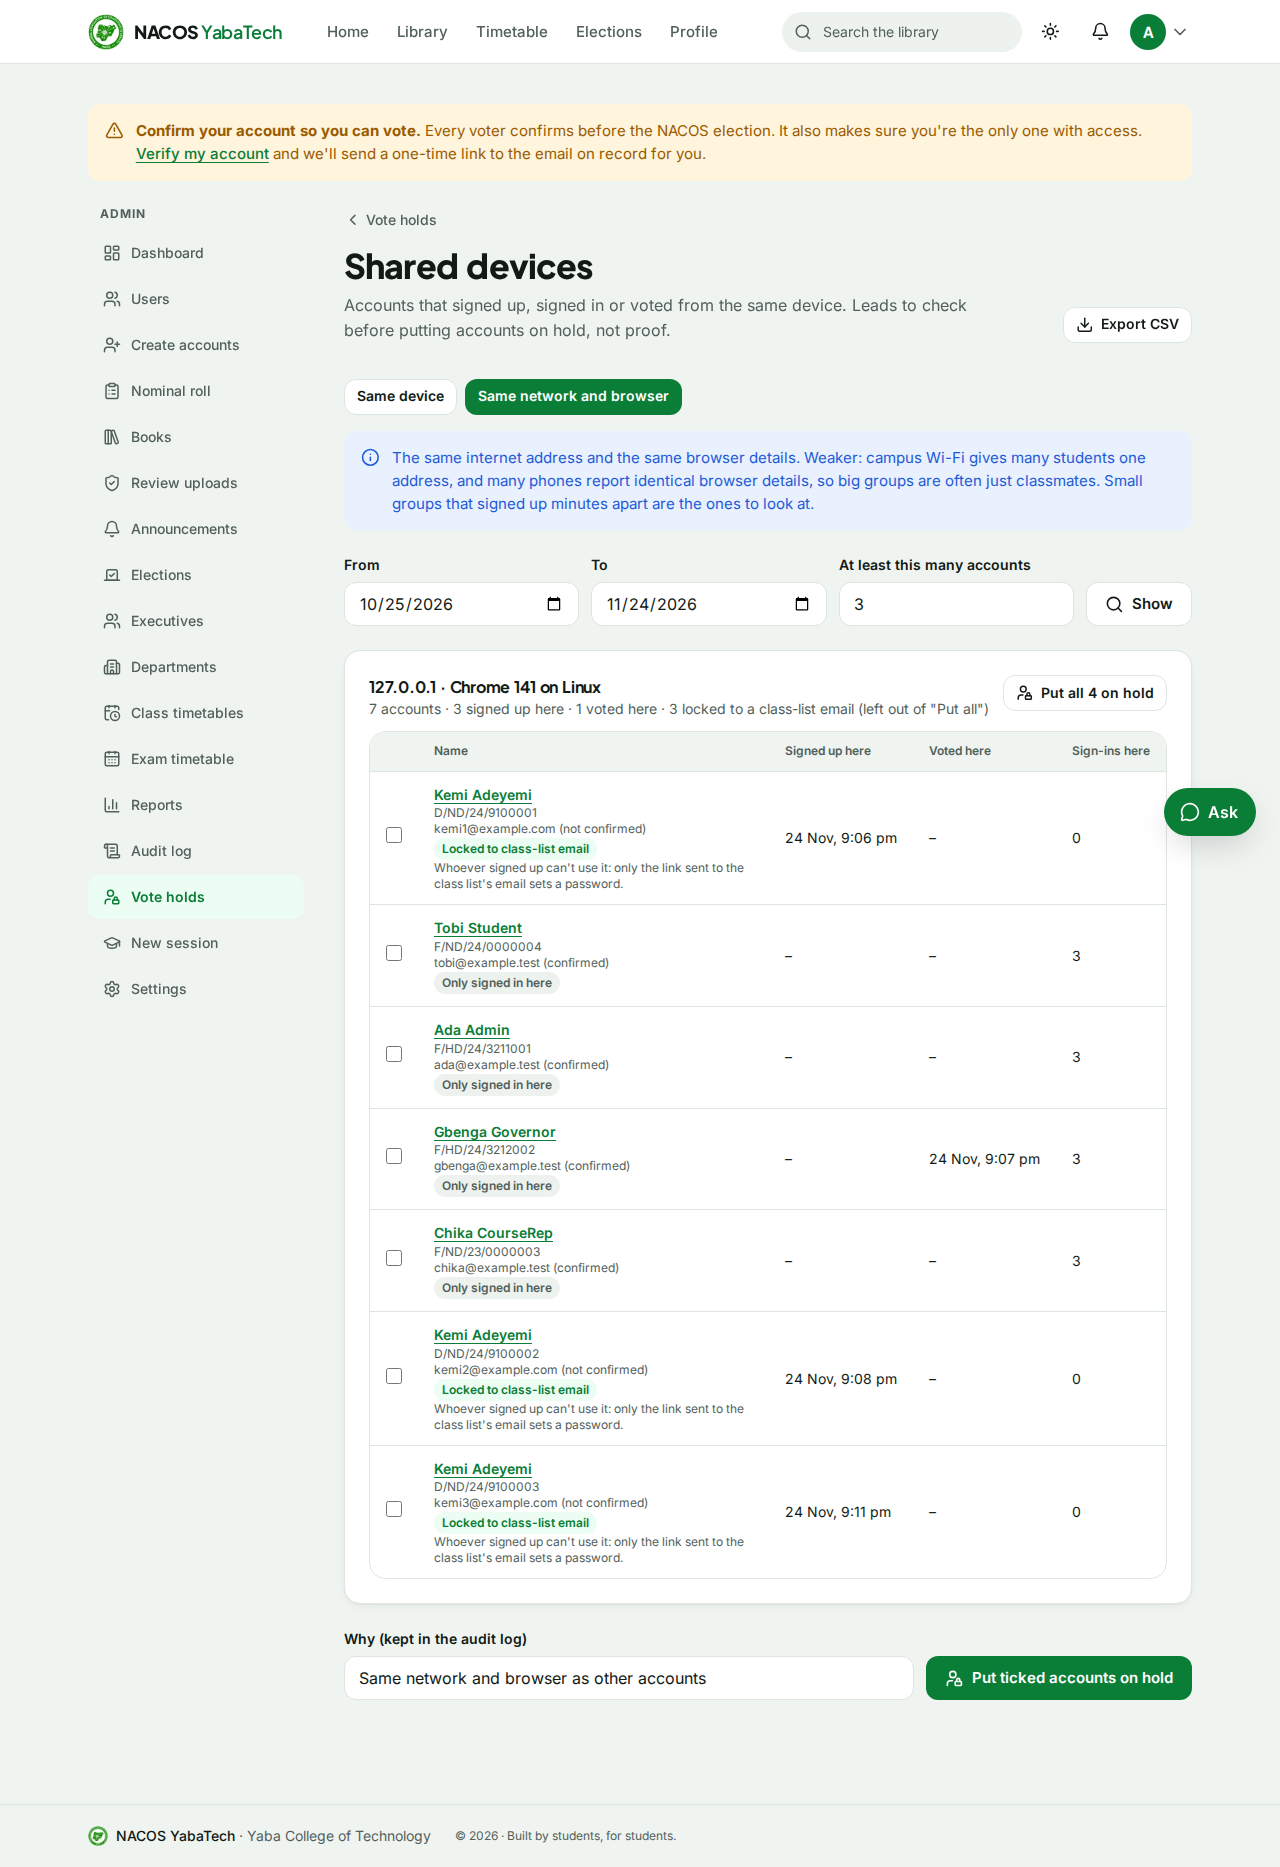 NACOS YabaTech
Home
Library
Timetable
Elections
Profile
Search the library
A
Confirm your account so you can vote. Every voter confirms before the NACOS election. It also makes sure you're the only one with access.
Verify my account and we'll send a one-time link to the email on record for you.
ADMIN
Dashboard
Users
Create accounts
Nominal roll
Books
Review uploads
Announcements
Elections
Executives
Departments
Class timetables
Exam timetable
Reports
Audit log
Vote holds
New session
Settings
Vote holds
Shared devices
Accounts that signed up, signed in or voted from the same device. Leads to check
before putting accounts on hold, not proof.
Export CSV
Same device
Same network and browser
The same internet address and the same browser details. Weaker: campus Wi-Fi gives many students one
address, and many phones report identical browser details, so big groups are often just classmates. Small
groups that signed up minutes apart are the ones to look at.
From
To
At least this many accounts
10/25/2026
11/24/2026
3
Show
127.0.0.1 · Chrome 141 on Linux
7 accounts · 3 signed up here · 1 voted here · 3 locked to a class-list email (left out of "Put all")
Put all 4 on hold
Name
Signed up here
Voted here
Sign-ins here
Kemi Adeyemi
D/ND/24/9100001
kemi1@example.com (not confirmed)
Locked to class-list email
Whoever signed up can't use it: only the link sent to the
class list's email sets a password.
24 Nov, 9:06 pm
–
0
Tobi Student
F/ND/24/0000004
tobi@example.test (confirmed)
Only signed in here
–
–
3
Ada Admin
F/HD/24/3211001
ada@example.test (confirmed)
Only signed in here
–
–
3
Gbenga Governor
F/HD/24/3212002
gbenga@example.test (confirmed)
Only signed in here
–
24 Nov, 9:07 pm
3
Chika CourseRep
F/ND/23/0000003
chika@example.test (confirmed)
Only signed in here
–
–
3
Kemi Adeyemi
D/ND/24/9100002
kemi2@example.com (not confirmed)
Locked to class-list email
Whoever signed up can't use it: only the link sent to the
class list's email sets a password.
24 Nov, 9:08 pm
–
0
Kemi Adeyemi
D/ND/24/9100003
kemi3@example.com (not confirmed)
Locked to class-list email
Whoever signed up can't use it: only the link sent to the
class list's email sets a password.
24 Nov, 9:11 pm
–
0
Ask
Why (kept in the audit log)
Same network and browser as other accounts
Put ticked accounts on hold
NACOS YabaTech · Yaba College of Technology
© 2026 · Built by students, for students.